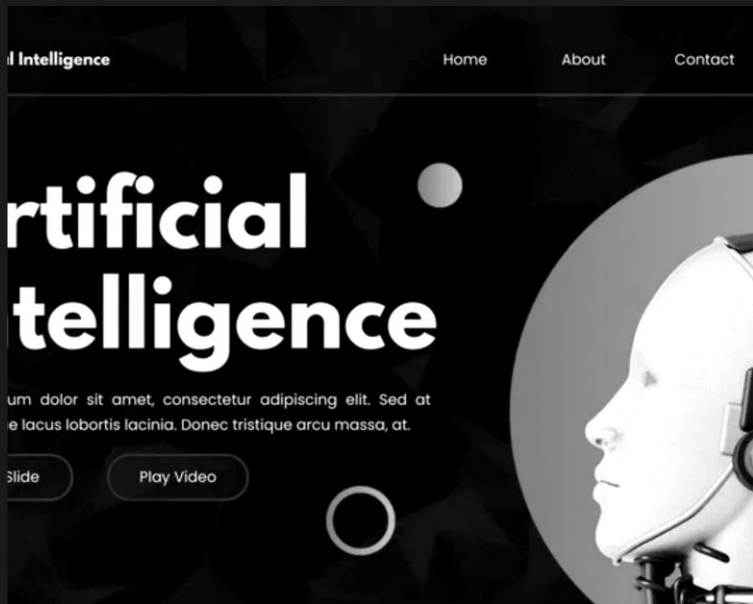 l Intelligence
Home About Contact
rtificial
ntelligence
um dolor sit amet, consectetur adipiscing elit. Sed at
e lacus lobortis lacinia. Donec tristique arcu massa, at.
Slide Play Video